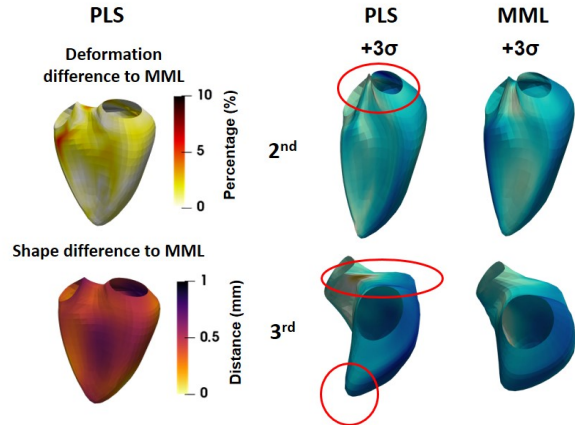 PLS
PLS
MML
+3σ
+3σ
Deformation
difference to MML
10
5
0
Percentage (%)
2nd
Shape difference to MML
1
0.5
0
Distance (mm)
3rd